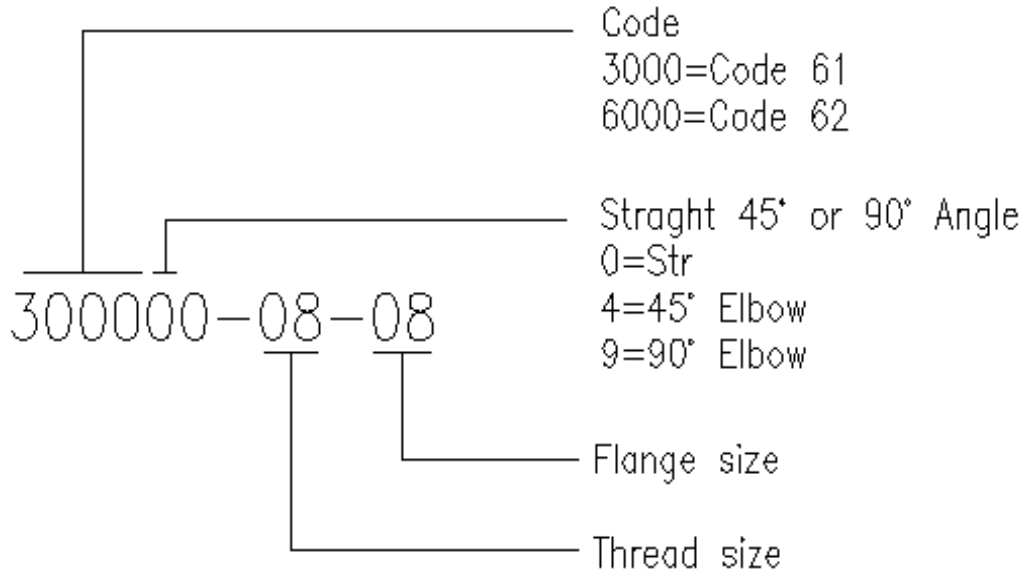 Code
3000=Code 61
6000=Code 62
Straght 45° or 90° Angle
0=Str
4=45° Elbow
9=90° Elbow
300000-08-08
Flange size
Thread size